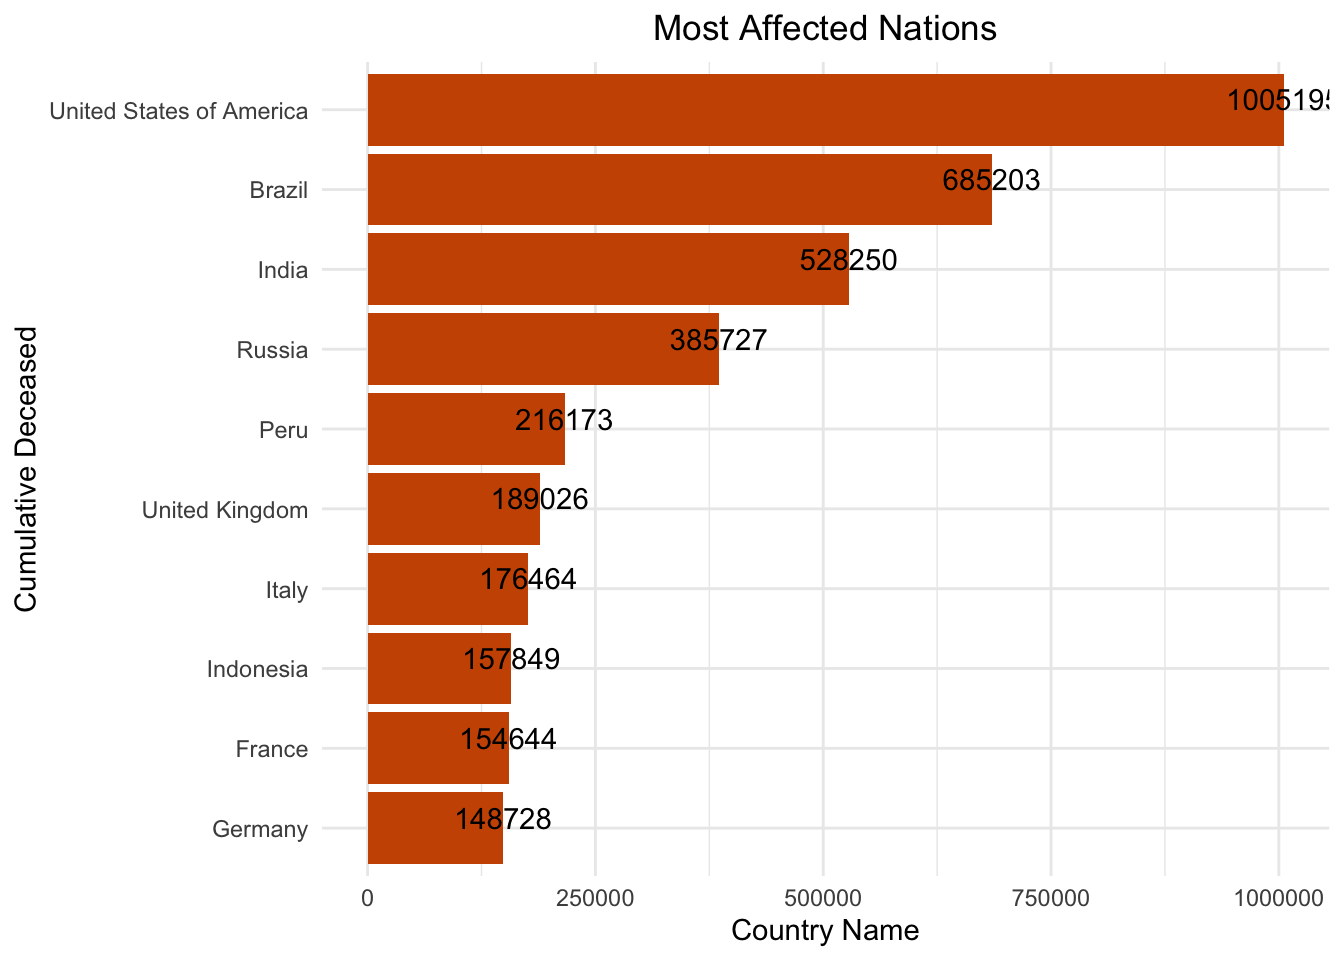 Most Affected Nations
United States of America
1005195
Brazil
685203
India
528250
Russia
385727
Peru
216173
United Kingdom
189026
Italy
176464
Indonesia
157849
France
154644
Germany
148728
Cumulative Deceased
0 250000 500000 750000 1000000
Country Name